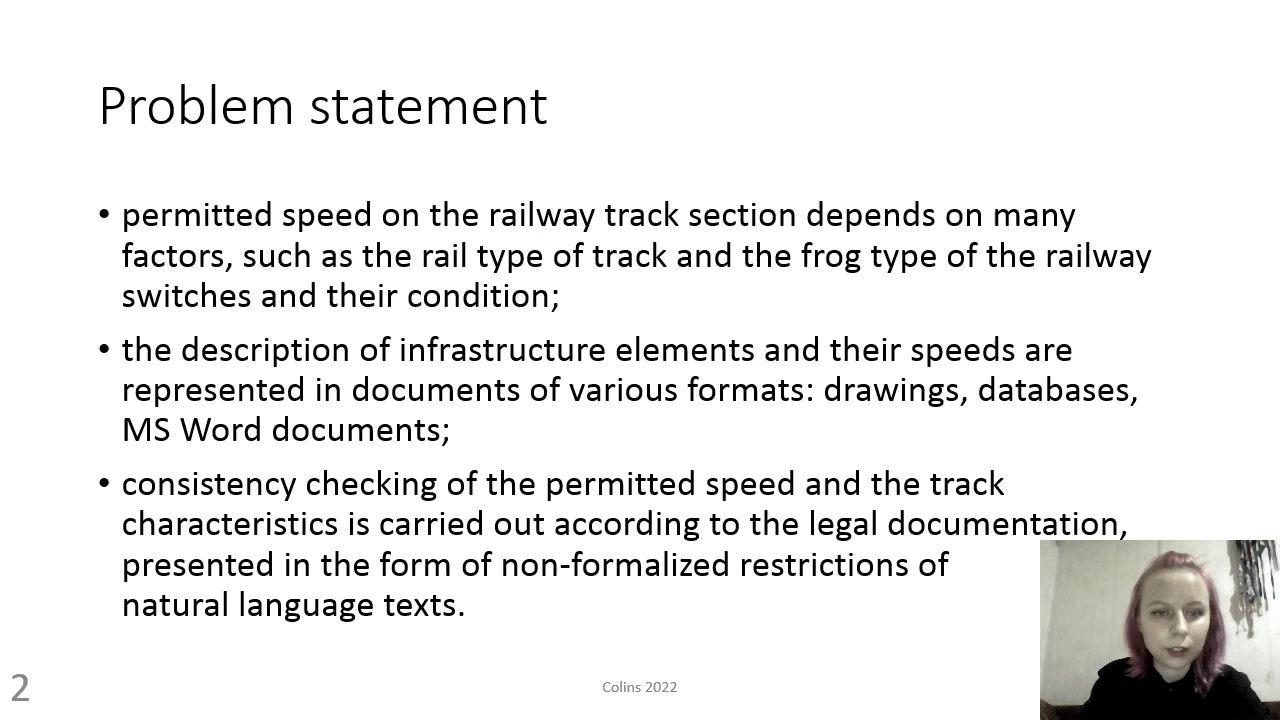 Problem statement
• permitted speed on the railway track section depends on many
factors, such as the rail type of track and the frog type of the railway
switches and their condition;
• the description of infrastructure elements and their speeds are
represented in documents of various formats: drawings, databases,
MS Word documents;
• consistency checking of the permitted speed and the track
characteristics is carried out according to the legal documentation,
presented in the form of non-formalized restrictions of
natural language texts.
2
Colins 2022